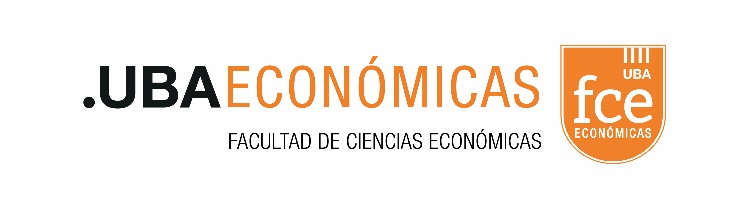 .UBAECONÓMICAS
FACULTAD DE CIENCIAS ECONÓMICAS
UBA
fce
ECONÓMICAS